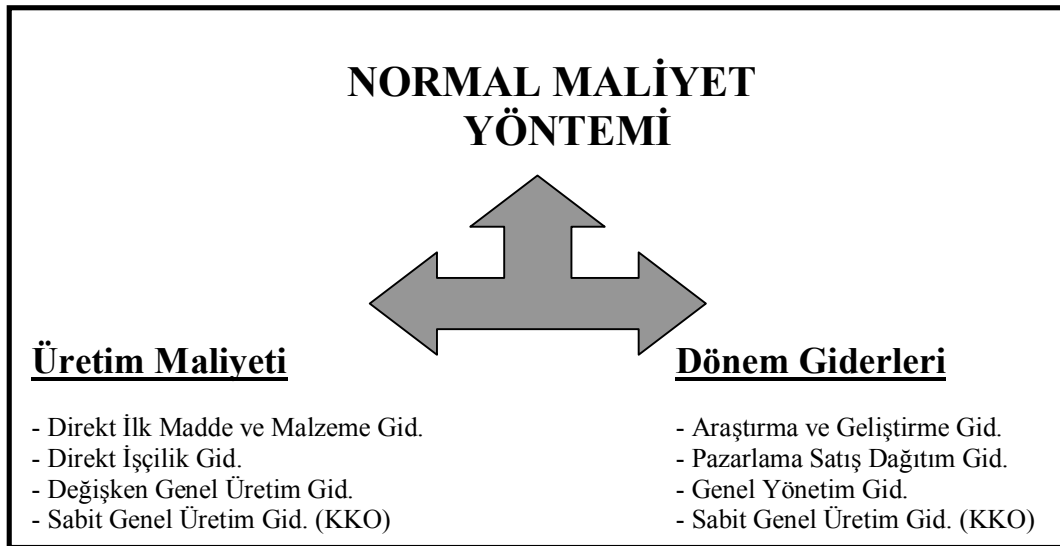 NORMAL MALİYET
YÖNTEMİ
Üretim Maliyeti
- Direkt İlk Madde ve Malzeme Gid.
- Direkt İşçilik Gid.
- Değişken Genel Üretim Gid.
- Sabit Genel Üretim Gid. (KKO)
Dönem Giderleri
- Araştırma ve Geliştirme Gid.
- Pazarlama Satış Dağıtım Gid.
- Genel Yönetim Gid.
- Sabit Genel Üretim Gid. (KKO)